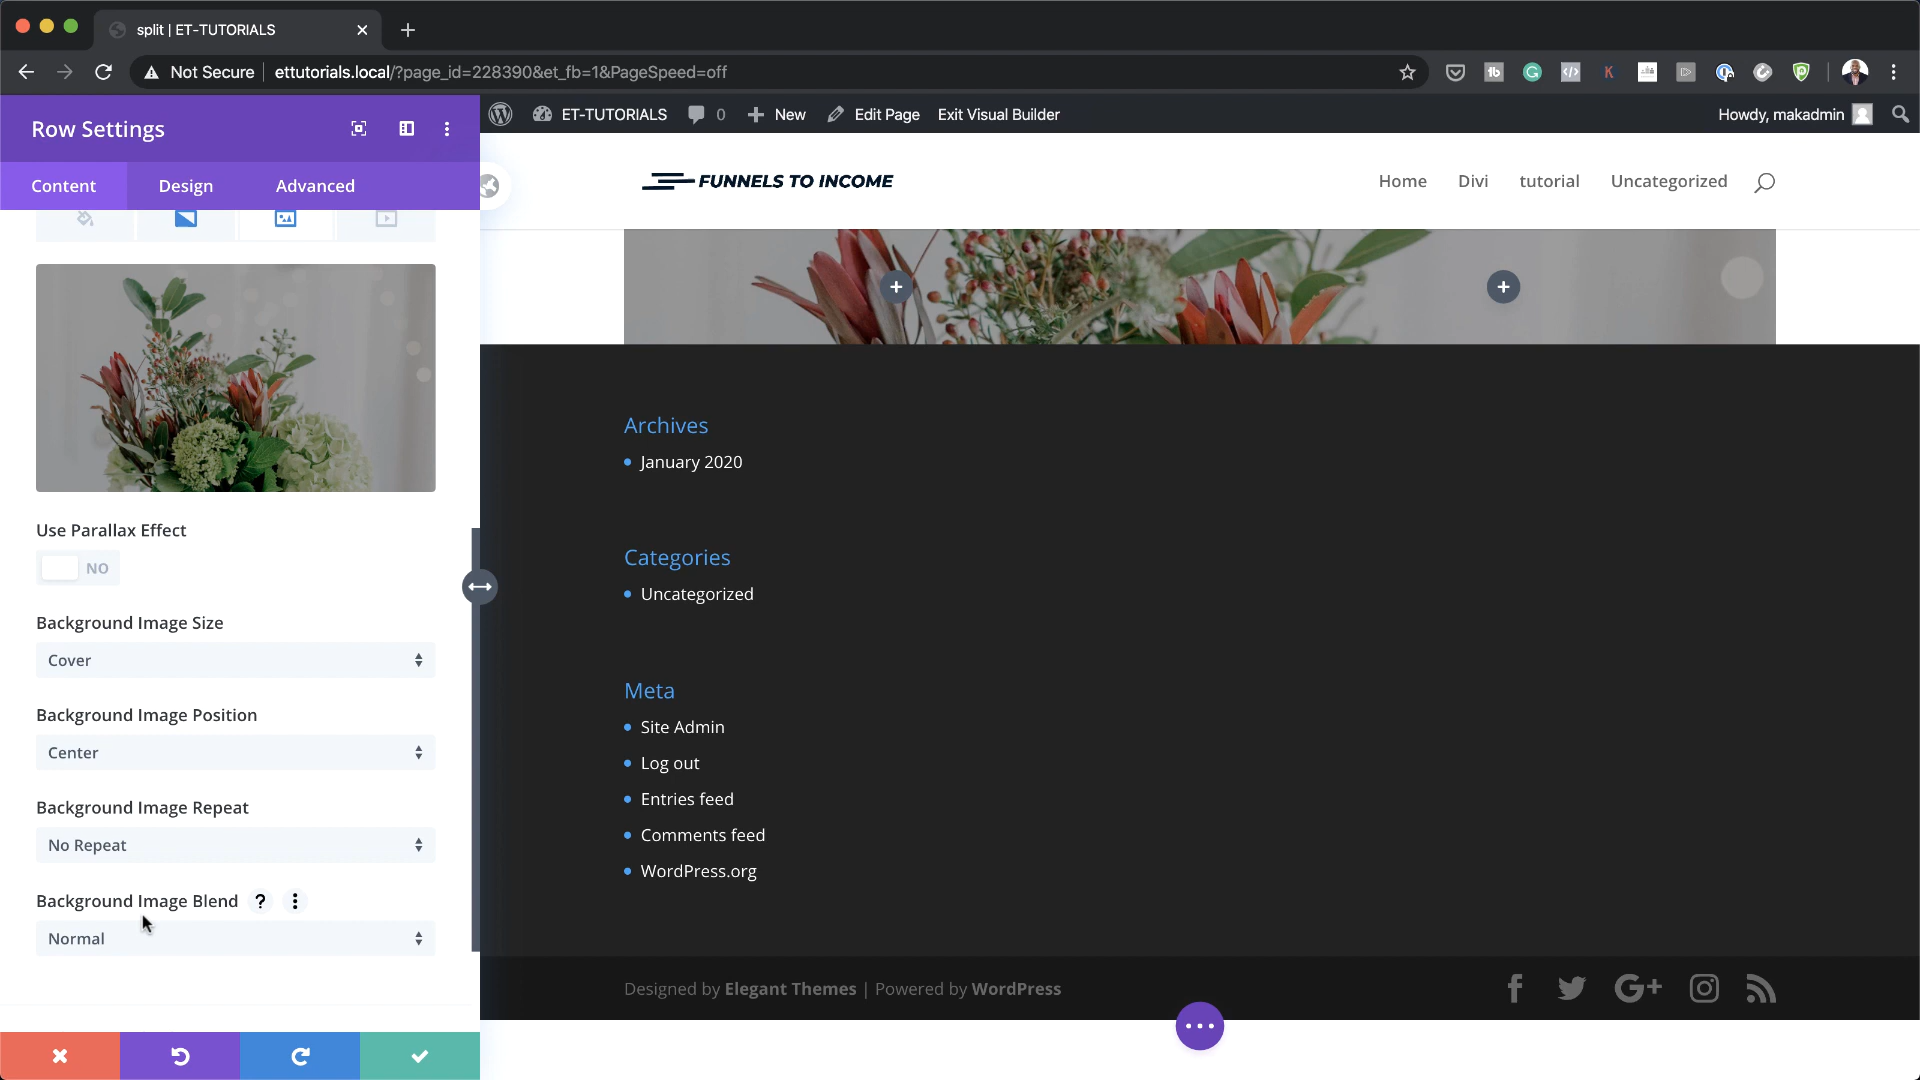 split | ET-TUTORIALS
Not Secure
ettutorials.local/?page_id=228390&et_fb=1&PageSpeed=off
Row Settings
ET-TUTORIALS
0
New
Edit Page
Exit Visual Builder
Howdy, makadmin
Content
Design
Advanced
FUNNELS TO INCOME
Home
Divi
tutorial
Uncategorized
Use Parallax Effect
NO
Background Image Size
Cover
Background Image Position
Center
Background Image Repeat
No Repeat
Background Image Blend ?
Normal
Archives
January 2020
Categories
Uncategorized
Meta
Site Admin
Log out
Entries feed
Comments feed
WordPress.org
Designed by Elegant Themes | Powered by WordPress